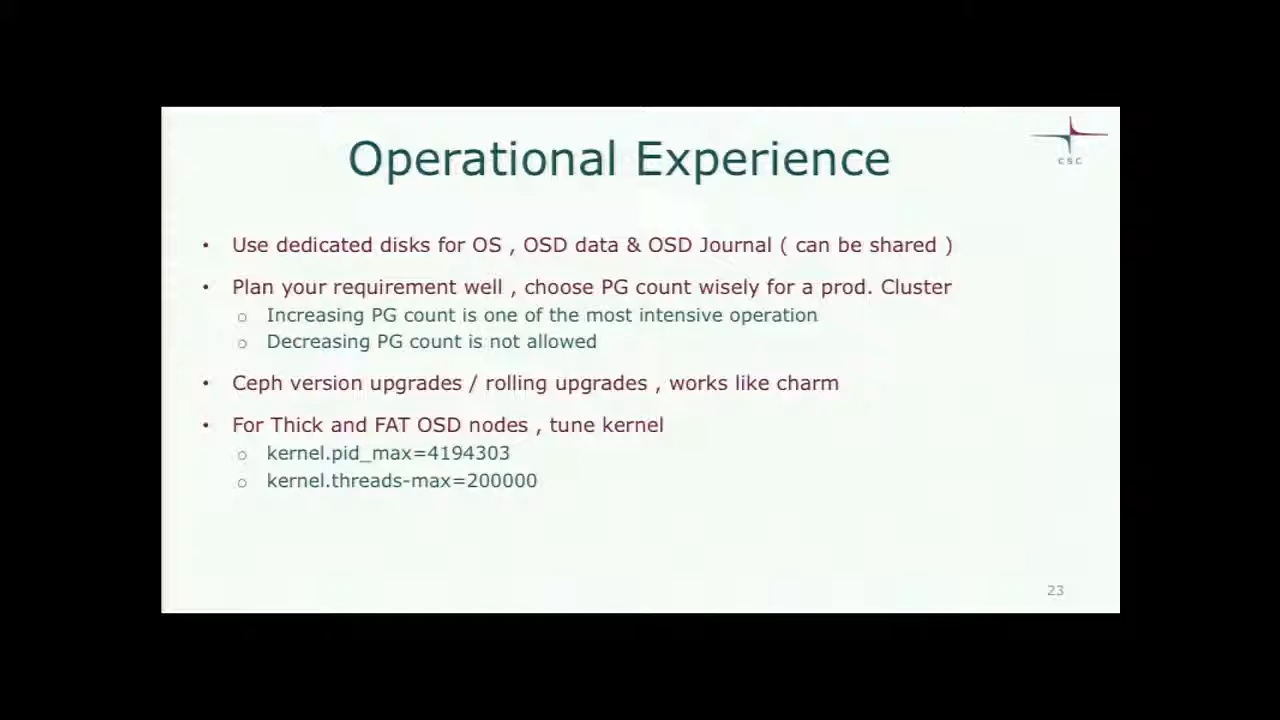 Operational Experience
CSC
• Use dedicated disks for OS , OSD data & OSD Journal ( can be shared )
• Plan your requirement well , choose PG count wisely for a prod. Cluster
o Increasing PG count is one of the most intensive operation
o Decreasing PG count is not allowed
• Ceph version upgrades / rolling upgrades , works like charm
• For Thick and FAT OSD nodes , tune kernel
o kernel.pid_max=4194303
o kernel.threads-max=200000
23